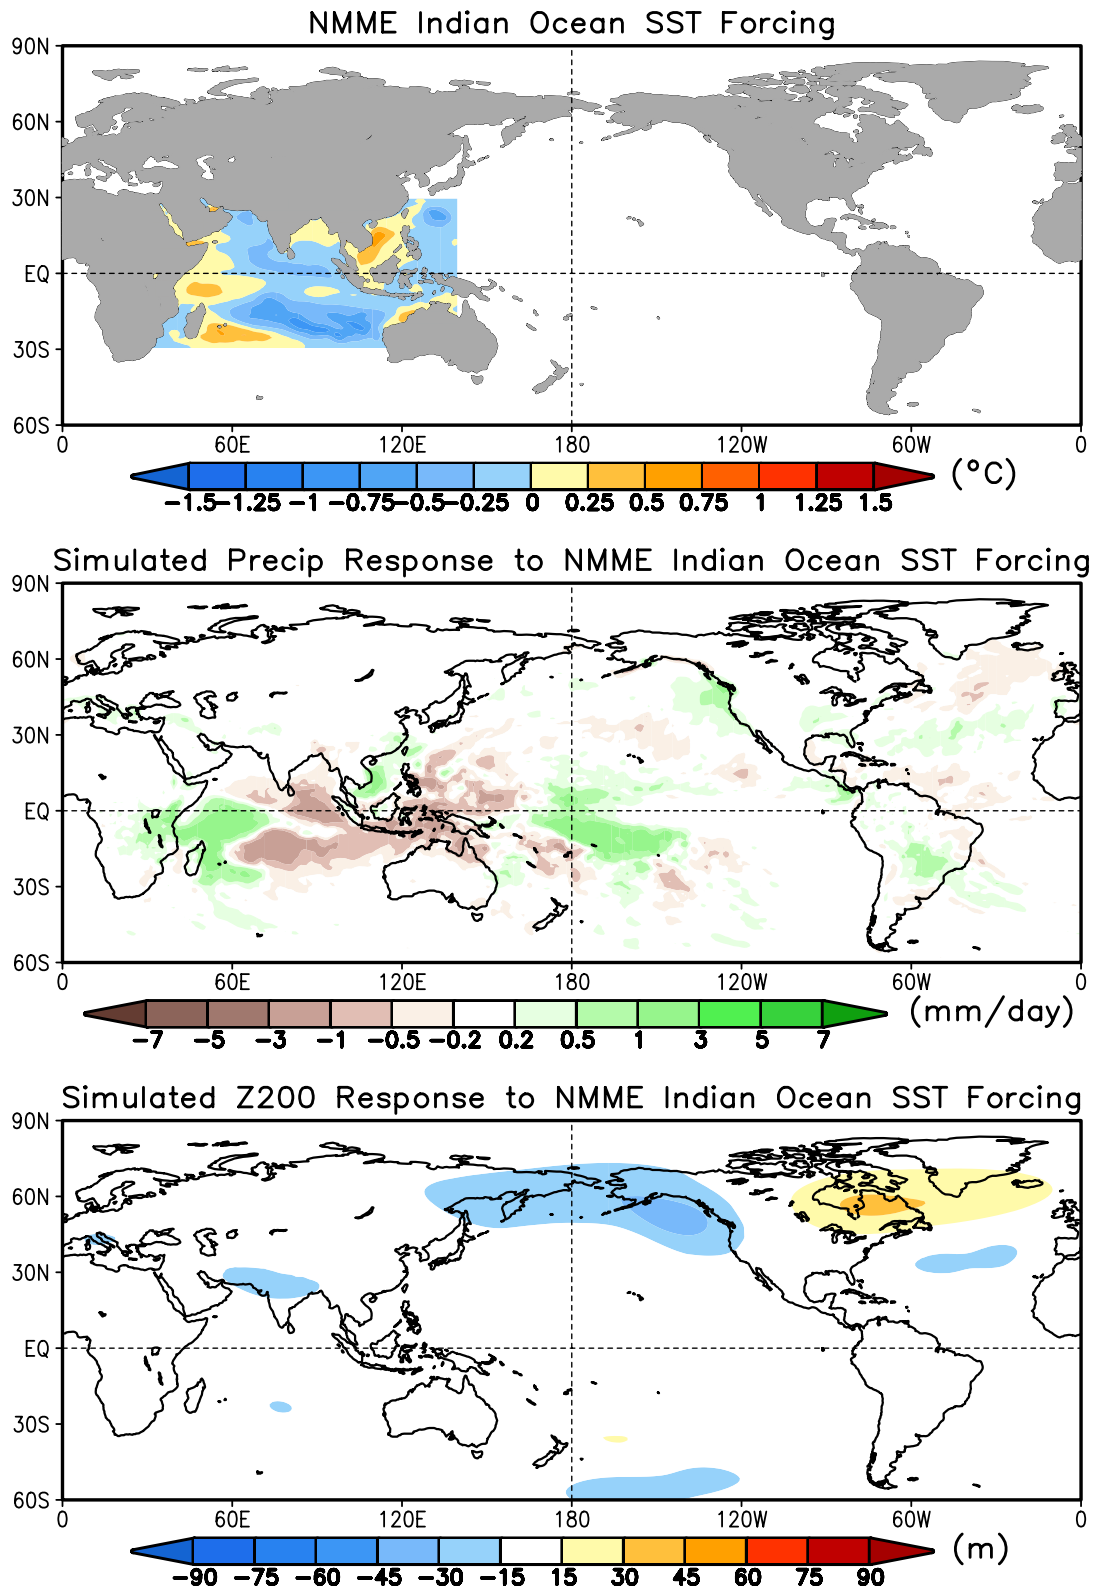 NMME Indian Ocean SST Forcing
90N
60N
30N
EQ
30S
60S
0 60E 120E 180 120W 60W 0
−1.5 −1.25 −1 −0.75 −0.5 −0.25 0 0.25 0.5 0.75 1 1.25 1.5 (°C)
Simulated Precip Response to NMME Indian Ocean SST Forcing
90N
60N
30N
EQ
30S
60S
0 60E 120E 180 120W 60W 0
−7 −5 −3 −1 −0.5 −0.2 0.2 0.5 1 3 5 7 (mm/day)
Simulated Z200 Response to NMME Indian Ocean SST Forcing
90N
60N
30N
EQ
30S
60S
0 60E 120E 180 120W 60W 0
−90 −75 −60 −45 −30 −15 15 30 45 60 75 90 (m)